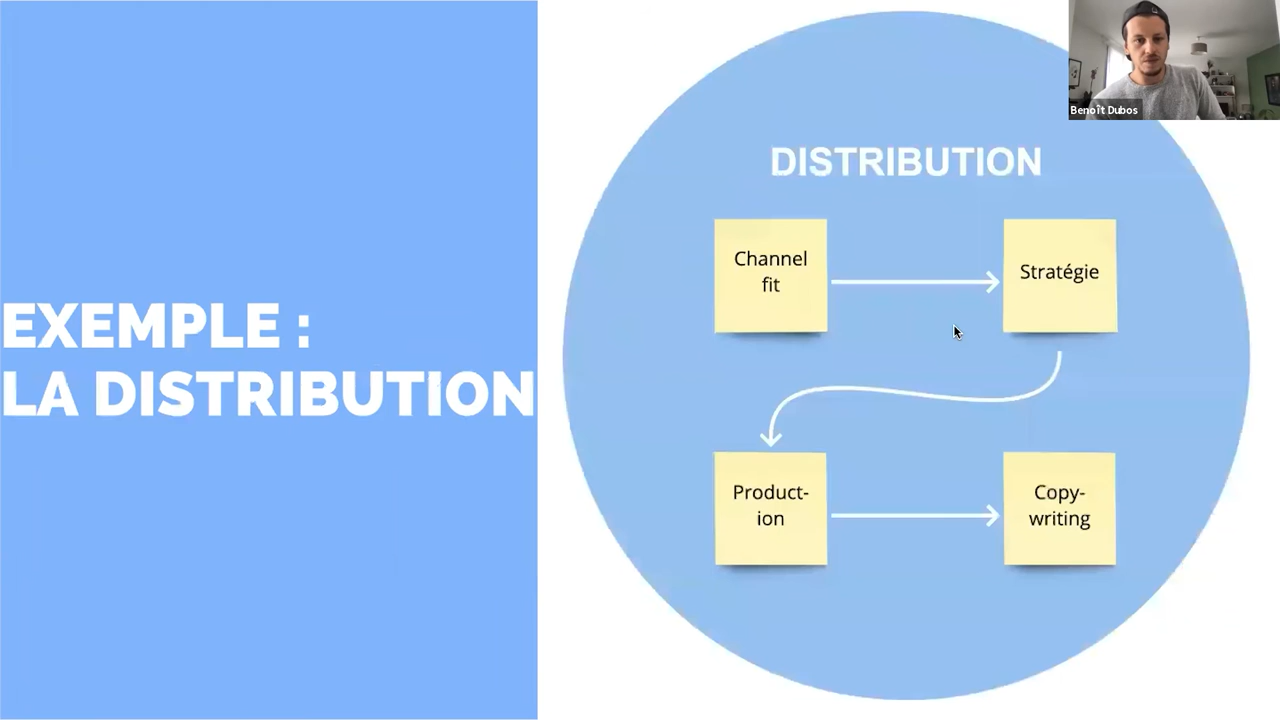 EXEMPLE :
LA DISTRIBUTION
DISTRIBUTION
Channel
fit
Stratégie
Product-
ion
Copy-
writing
Benoît Dubos